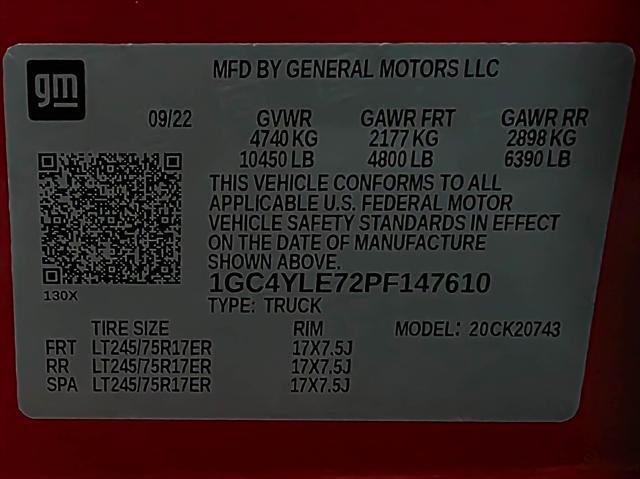 gm
MFD BY GENERAL MOTORS LLC
09/22 GVWR GAWR FRT GAWR RR
4740 KG 2177 KG 2898 KG
10450 LB 4800 LB 6390 LB
THIS VEHICLE CONFORMS TO ALL
APPLICABLE U.S. FEDERAL MOTOR
VEHICLE SAFETY STANDARDS IN EFFECT
ON THE DATE OF MANUFACTURE
SHOWN ABOVE.
130X
1GC4YLE72PF147610
TYPE: TRUCK
TIRE SIZE RIM MODEL: 20CK20743
FRT LT245/75R17ER 17X7.5J
RR LT245/75R17ER 17X7.5J
SPA LT245/75R17ER 17X7.5J